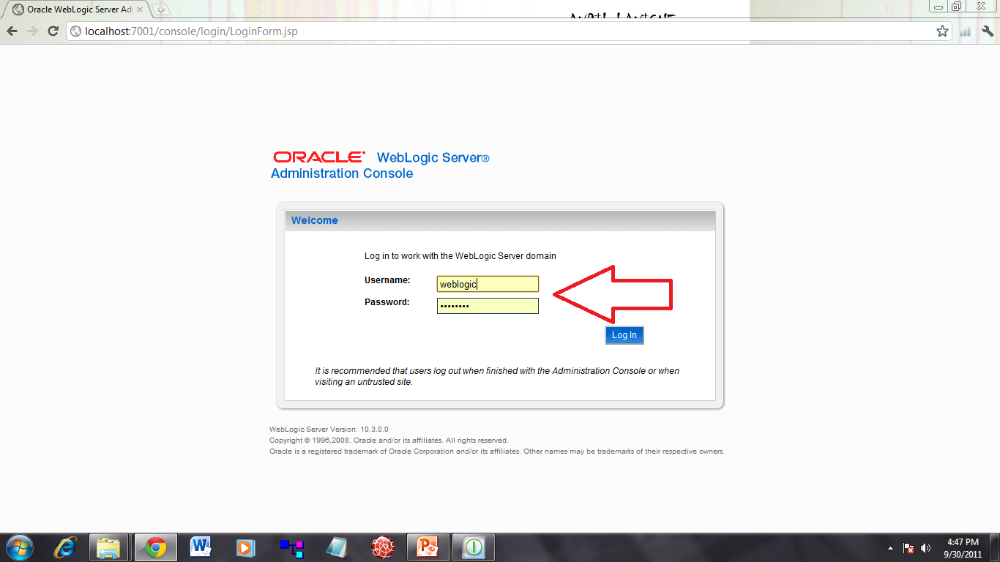 Oracle WebLogic Server Ad
localhost:7001/console/login/LoginForm.jsp
ORACLE WebLogic Server®
Administration Console
Welcome
Log in to work with the WebLogic Server domain
Username: weblogic
Password: ••••••••
Log In
It is recommended that users log out when finished with the Administration Console or when
visiting an untrusted site.
WebLogic Server Version: 10.3.0.0
Copyright © 1996,2008, Oracle and/or its affiliates. All rights reserved.
Oracle is a registered trademark of Oracle Corporation and/or its affiliates. Other names may be trademarks of their respective owners.
4:47 PM
9/30/2011